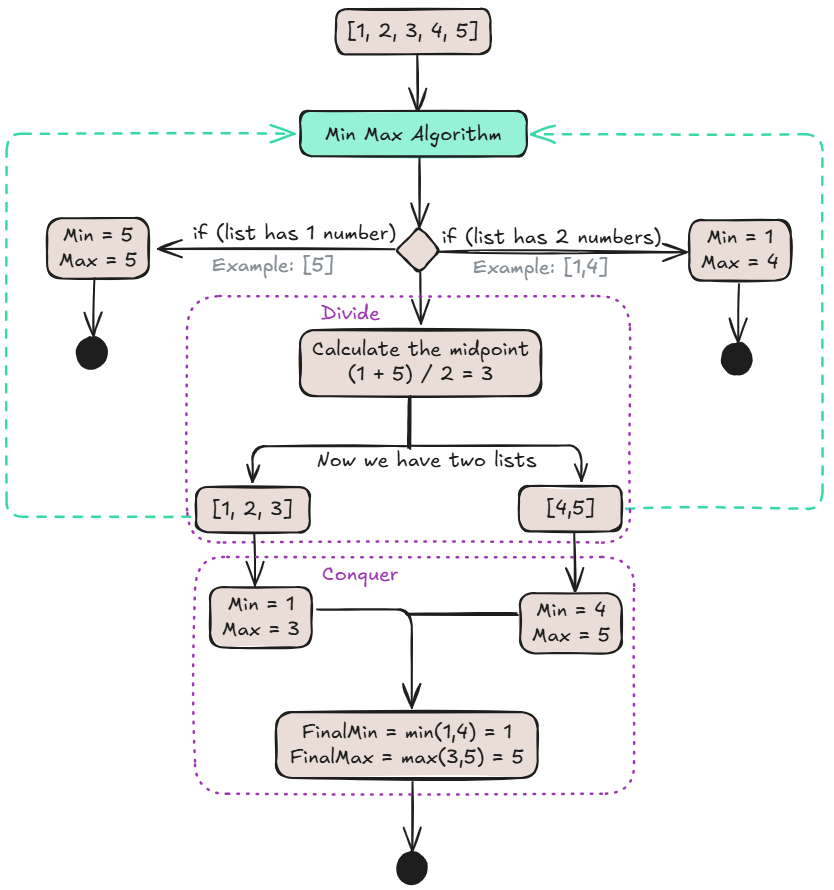 [1, 2, 3, 4, 5]
Min Max Algorithm
if (list has 1 number)
Example: [5]
if (list has 2 numbers)
Example: [1,4]
Min = 5
Max = 5
Min = 1
Max = 4
Divide
Calculate the midpoint
(1 + 5) / 2 = 3
Now we have two lists
[1, 2, 3]
[4,5]
Conquer
Min = 1
Max = 3
Min = 4
Max = 5
FinalMin = min(1,4) = 1
FinalMax = max(3,5) = 5